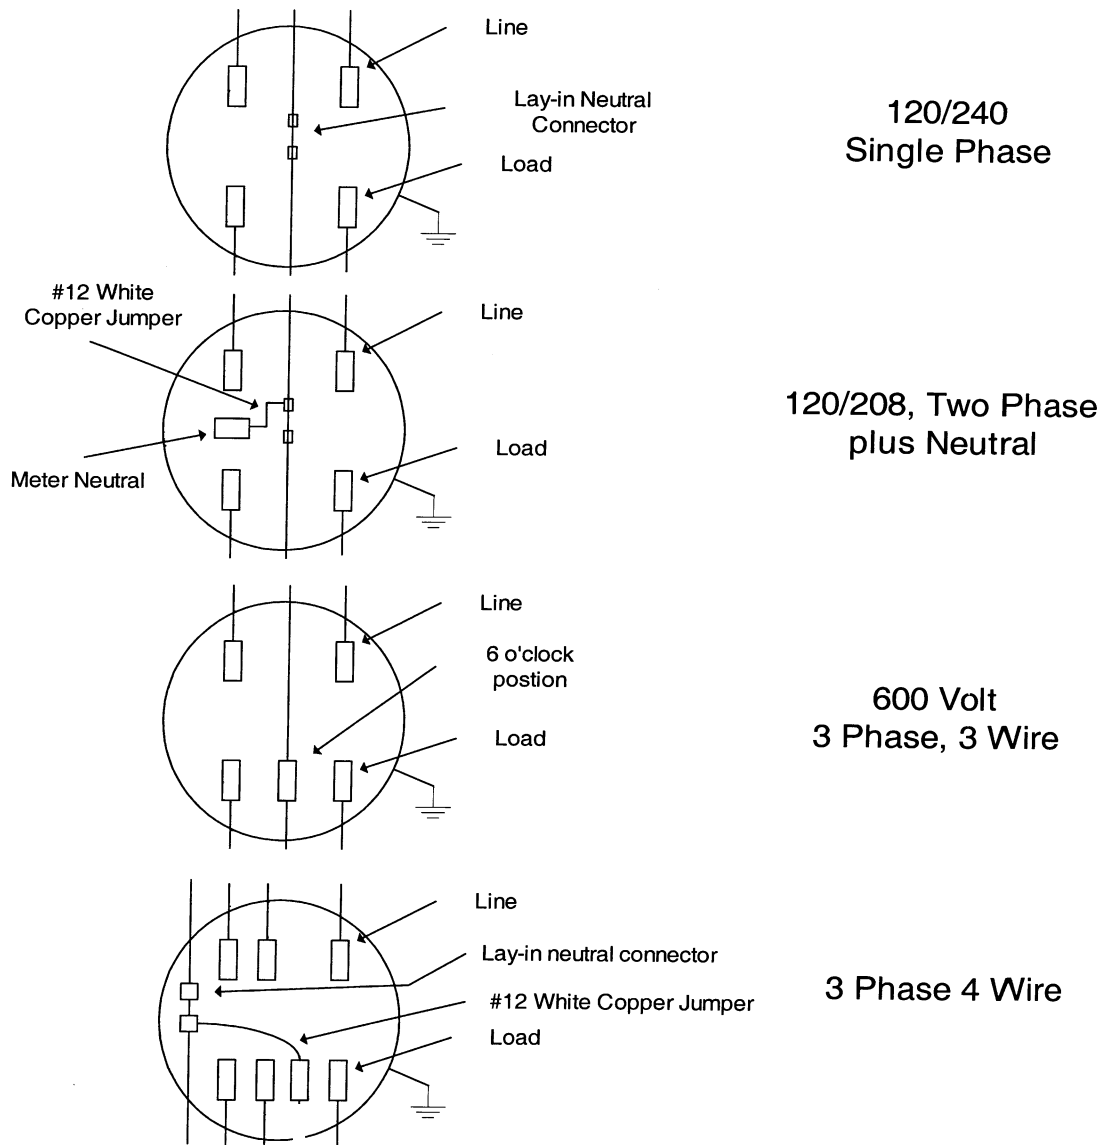 Line
Lay-in Neutral
Connector
Load
120/240
Single Phase
#12 White
Copper Jumper
Line
Meter Neutral
Load
120/208, Two Phase
plus Neutral
Line
6 o'clock
postion
Load
600 Volt
3 Phase, 3 Wire
Line
Lay-in neutral connector
#12 White Copper Jumper
Load
3 Phase 4 Wire